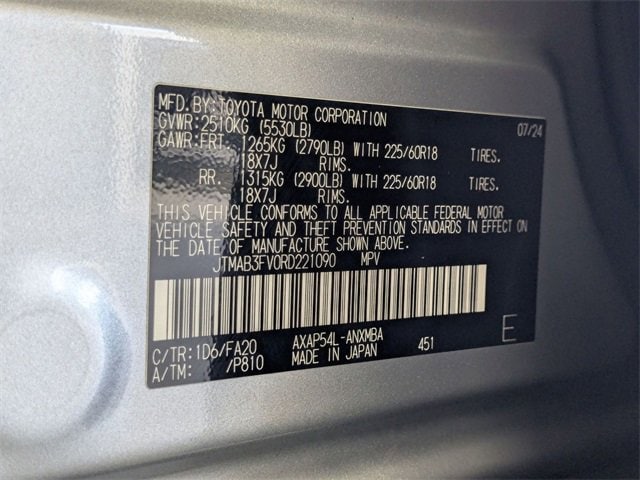 MFD.BY:TOYOTA MOTOR CORPORATION 07/24
GVWR:2510KG (5530LB)
GAWR:FRT. 1265KG (2790LB) WITH 225/60R18 TIRES.
18X7J RIMS.
RR. 1315KG (2900LB) WITH 225/60R18 TIRES.
18X7J RIMS.
THIS VEHICLE CONFORMS TO ALL APPLICABLE FEDERAL MOTOR
VEHICLE SAFETY AND THEFT PREVENTION STANDARDS IN EFFECT
ON THE DATE OF MANUFACTURE SHOWN ABOVE.
JTMAB3FV0RD221090 MPV
C/TR:1D6/FA20 AXAP54L-ANXMBA 451 E
A/TM: /P810 MADE IN JAPAN